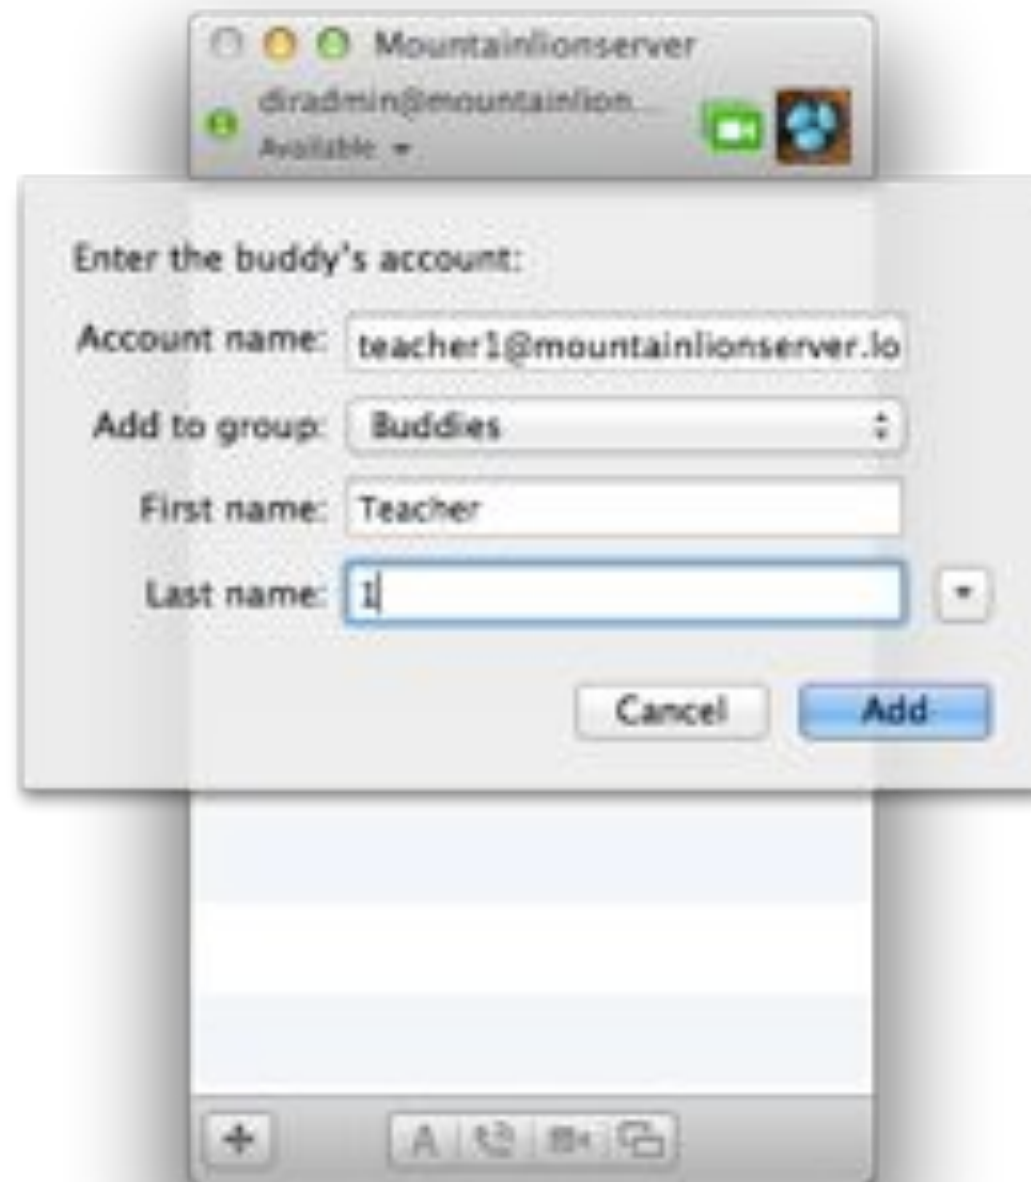 Mountainlionserver
diradmin@mountainlion...
Available
Enter the buddy's account:
Account name: teacher1@mountainlionserver.lo
Add to group: Buddies
First name: Teacher
Last name: 1
Cancel Add
A